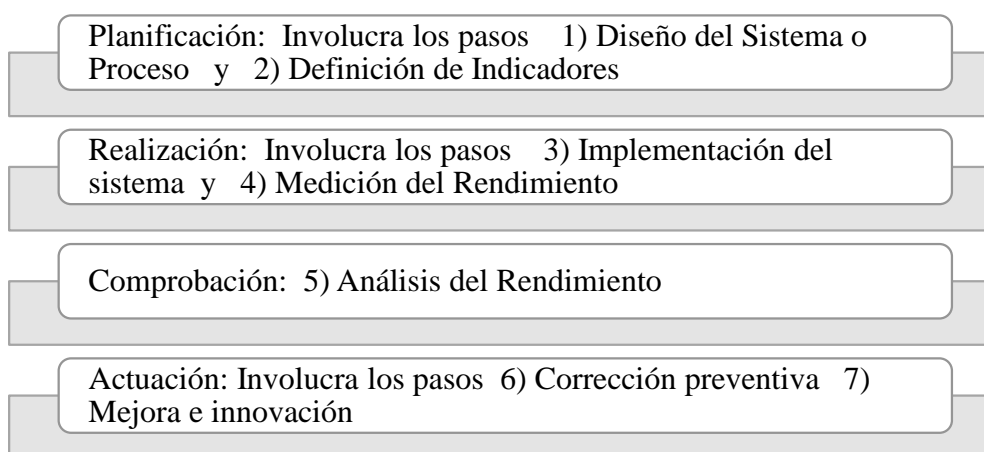 Planificación: Involucra los pasos 1) Diseño del Sistema o
Proceso y 2) Definición de Indicadores
Realización: Involucra los pasos 3) Implementación del
sistema y 4) Medición del Rendimiento
Comprobación: 5) Análisis del Rendimiento
Actuación: Involucra los pasos 6) Corrección preventiva 7)
Mejora e innovación